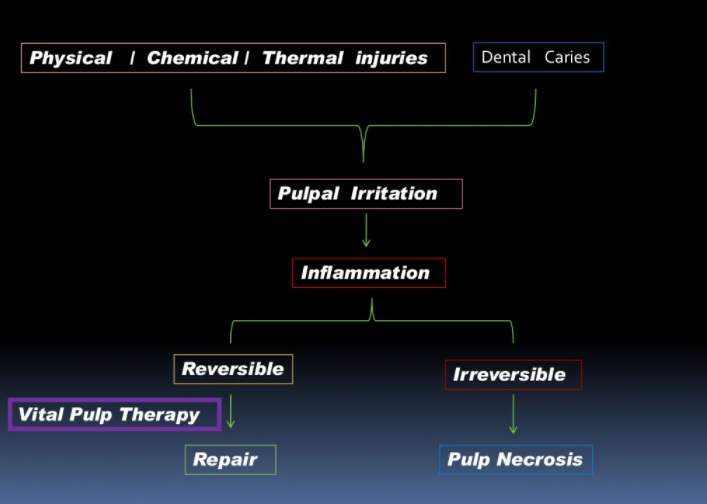 Physical / Chemical / Thermal injuries
Dental Caries
Pulpal Irritation
Inflammation
Reversible
Irreversible
Vital Pulp Therapy
Repair
Pulp Necrosis